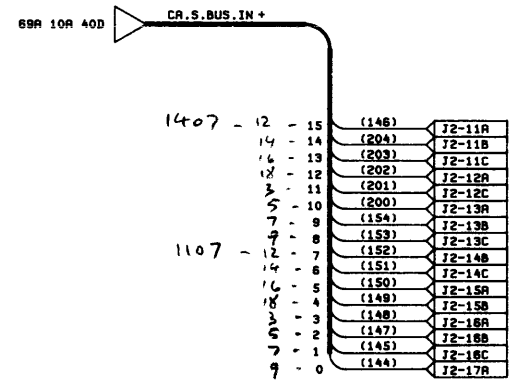 CA.S.BUS.IN +
69A 10A 40D
1407 - 12 - 15 (146) J2-11A
14 - 14 (204) J2-11B
16 - 13 (203) J2-11C
18 - 12 (202) J2-12A
3 - 11 (201) J2-12C
5 - 10 (200) J2-13A
7 - 9 (154) J2-13B
9 - 8 (153) J2-13C
1107 - 12 - 7 (152) J2-14B
14 - 6 (151) J2-14C
16 - 5 (150) J2-15A
18 - 4 (149) J2-15B
3 - 3 (148) J2-16A
5 - 2 (147) J2-16B
7 - 1 (145) J2-16C
9 - 0 (144) J2-17A